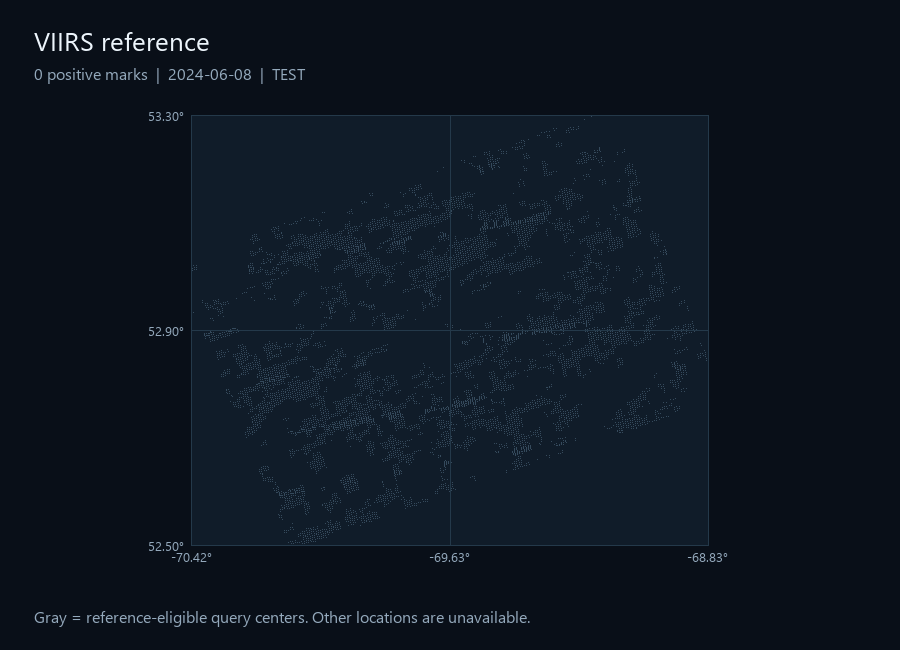 VIIRS reference
0 positive marks | 2024-06-08 | TEST
53.30°
52.90°
52.50°
-70.42°
-69.63°
-68.83°
Gray = reference-eligible query centers. Other locations are unavailable.